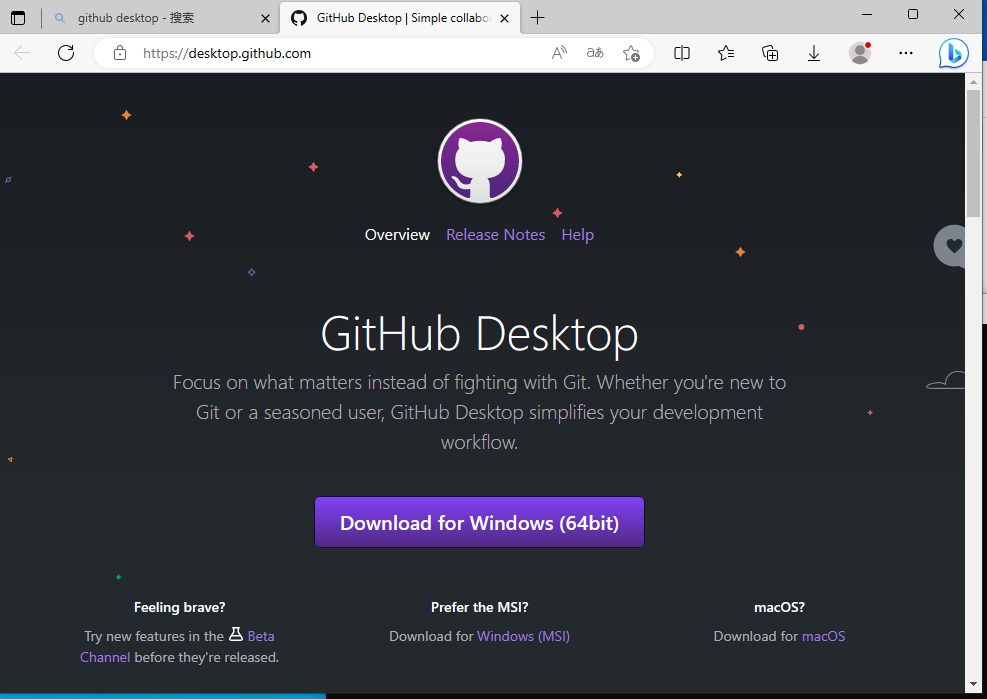 github desktop - 搜索
GitHub Desktop | Simple collabo
https://desktop.github.com
Overview Release Notes Help
GitHub Desktop
Focus on what matters instead of fighting with Git. Whether you're new to
Git or a seasoned user, GitHub Desktop simplifies your development
workflow.
Download for Windows (64bit)
Feeling brave?
Try new features in the Beta
Channel before they're released.
Prefer the MSI?
Download for Windows (MSI)
macOS?
Download for macOS